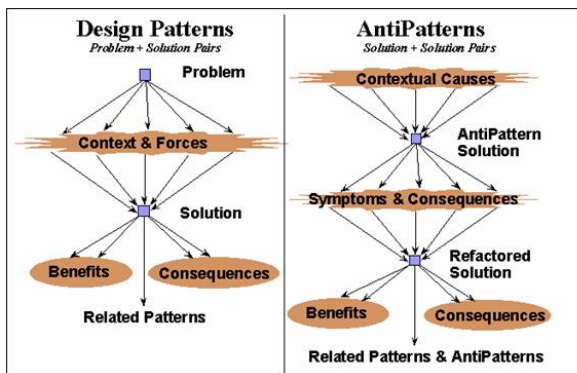 Design Patterns
Problem + Solution Pairs
Problem
Context & Forces
Solution
Benefits
Consequences
Related Patterns
AntiPatterns
Solution + Solution Pairs
Contextual Causes
AntiPattern
Solution
Symptoms & Consequences
Refactored
Solution
Benefits
Consequences
Related Patterns & AntiPatterns